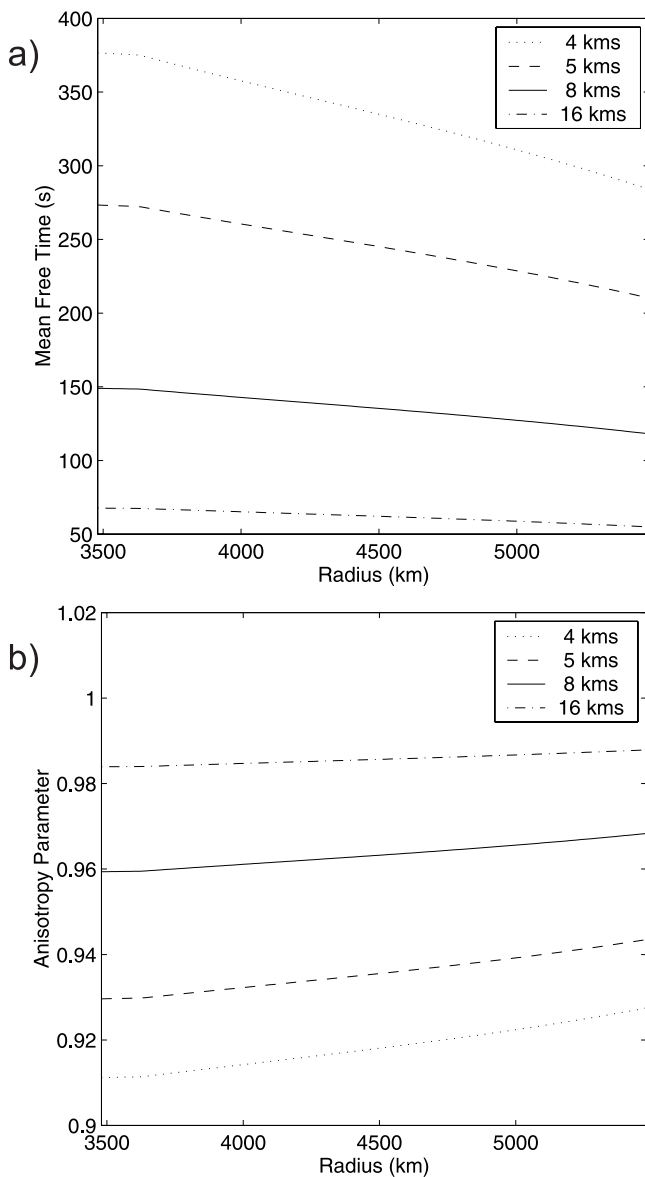 a)
400
350
300
250
200
150
100
50
Mean Free Time (s)
4 kms
5 kms
8 kms
16 kms
3500 4000 4500 5000
Radius (km)
b)
1.02
1
0.98
0.96
0.94
0.92
0.9
Anisotropy Parameter
4 kms
5 kms
8 kms
16 kms
3500 4000 4500 5000
Radius (km)